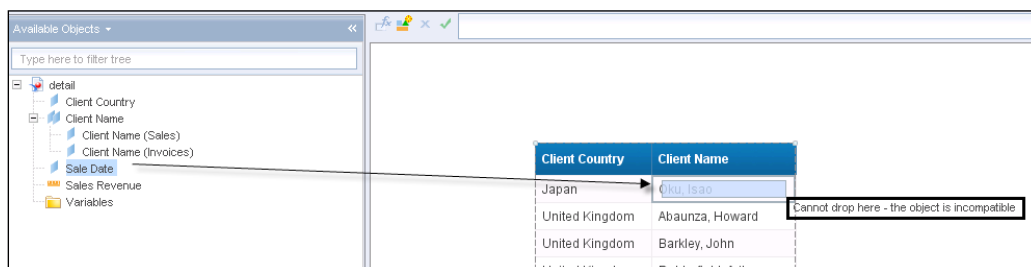 Available Objects
Type here to filter tree
detail
Client Country
Client Name
Client Name (Sales)
Client Name (Invoices)
Sale Date
Sales Revenue
Variables
Client Country Client Name
Japan Oku, Isao
Cannot drop here - the object is incompatible
United Kingdom Abaunza, Howard
United Kingdom Barkley, John